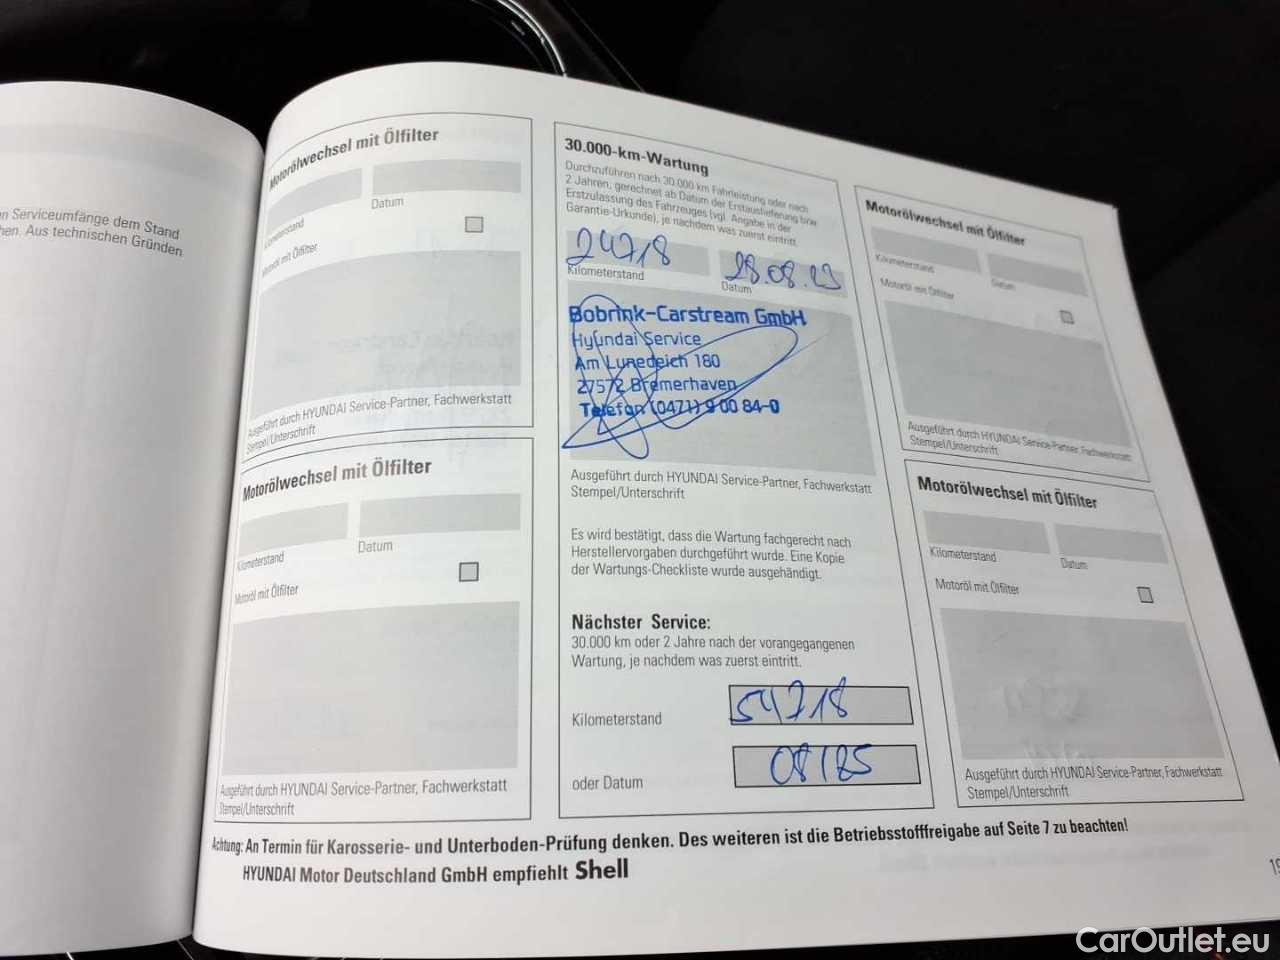 n Serviceumfänge dem Stand
hen. Aus technischen Gründen
Motorölwechsel mit Ölfilter
Kilometerstand
Datum
Motoröl mit Ölfilter
Ausgeführt durch HYUNDAI Service-Partner, Fachwerkstatt
Stempel/Unterschrift
Motorölwechsel mit Ölfilter
Kilometerstand
Datum
Motoröl mit Ölfilter
Ausgeführt durch HYUNDAI Service-Partner, Fachwerkstatt
Stempel/Unterschrift
30.000-km-Wartung
Durchzuführen nach 30.000 km Fahrleistung oder nach
2 Jahren, gerechnet ab Datum der Erstauslieferung bzw.
Erstzulassung des Fahrzeuges (vgl. Angabe in der
Garantie-Urkunde), je nachdem was zuerst eintritt.
24718
28.08.23
Kilometerstand
Datum
Bobrink-Carstream GmbH
Hyundai Service
Am Lunedeich 180
27572 Bremerhaven
Telefon (0471) 9 00 84-0
Ausgeführt durch HYUNDAI Service-Partner, Fachwerkstatt
Stempel/Unterschrift
Es wird bestätigt, dass die Wartung fachgerecht nach
Herstellervorgaben durchgeführt wurde. Eine Kopie
der Wartungs-Checkliste wurde ausgehändigt.
Nächster Service:
30.000 km oder 2 Jahre nach der vorangegangenen
Wartung, je nachdem was zuerst eintritt.
Kilometerstand 54718
oder Datum 08/25
Motorölwechsel mit Ölfilter
Kilometerstand
Datum
Motoröl mit Ölfilter
Ausgeführt durch HYUNDAI Service-Partner, Fachwerkstatt
Stempel/Unterschrift
Motorölwechsel mit Ölfilter
Kilometerstand
Datum
Motoröl mit Ölfilter
Ausgeführt durch HYUNDAI Service-Partner, Fachwerkstatt
Stempel/Unterschrift
Achtung: An Termin für Karosserie- und Unterboden-Prüfung denken. Des weiteren ist die Betriebsstofffreigabe auf Seite 7 zu beachten!
HYUNDAI Motor Deutschland GmbH empfiehlt Shell
CarOutlet.eu